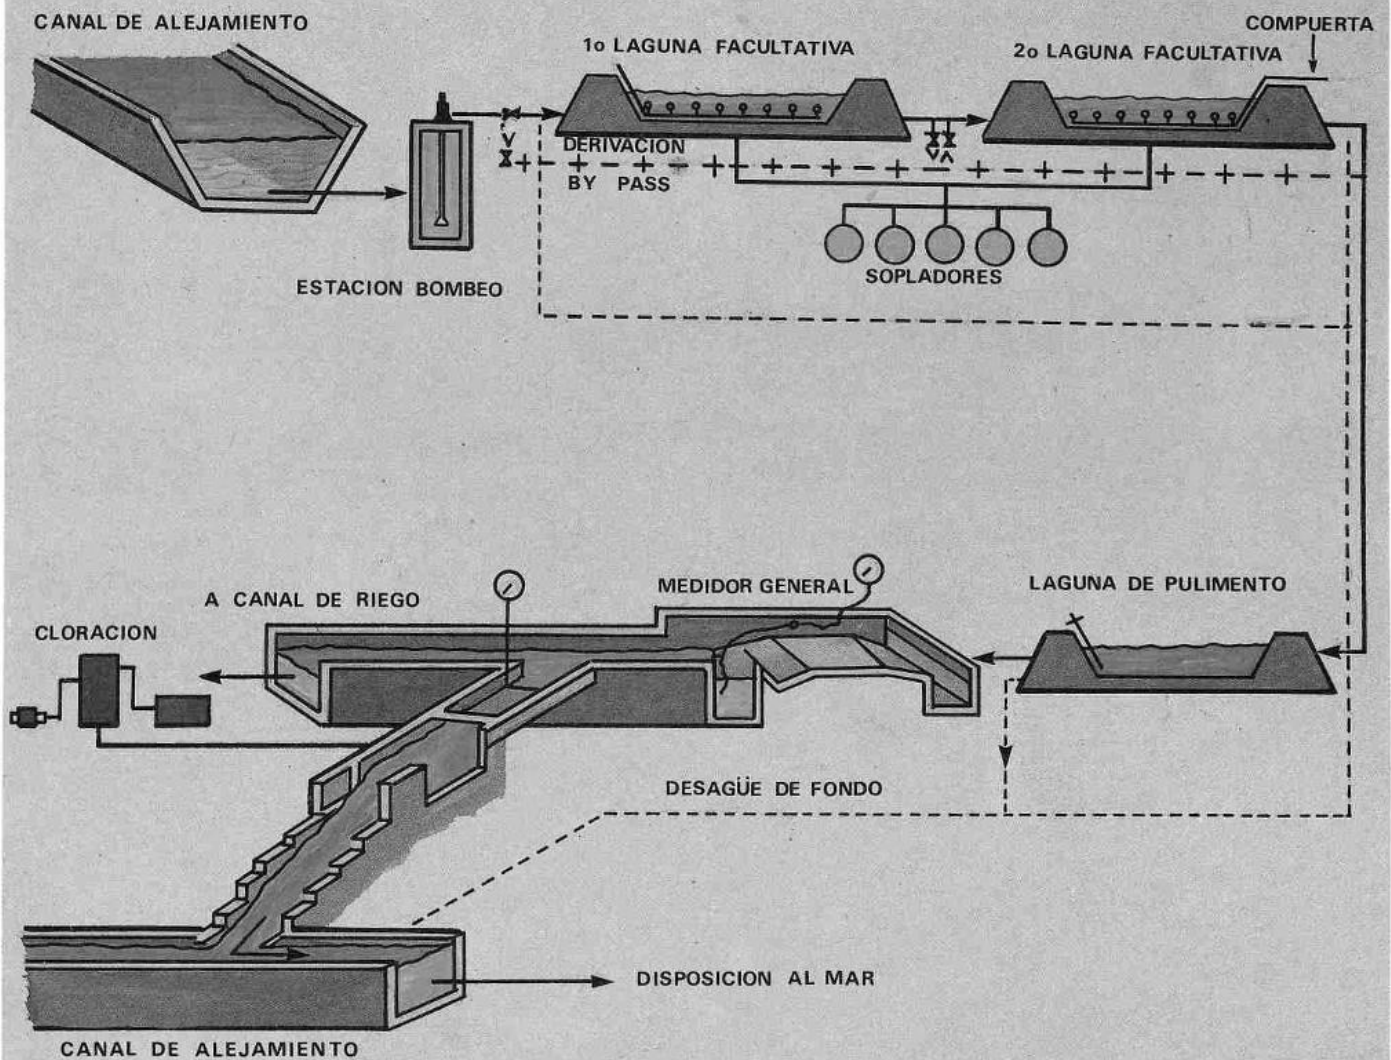 CANAL DE ALEJAMIENTO
1o LAGUNA FACULTATIVA
2o LAGUNA FACULTATIVA
COMPUERTA
DERIVACION
BY PASS
SOPLADORES
ESTACION BOMBEO
A CANAL DE RIEGO
MEDIDOR GENERAL
LAGUNA DE PULIMENTO
CLORACION
DESAGÜE DE FONDO
DISPOSICION AL MAR
CANAL DE ALEJAMIENTO